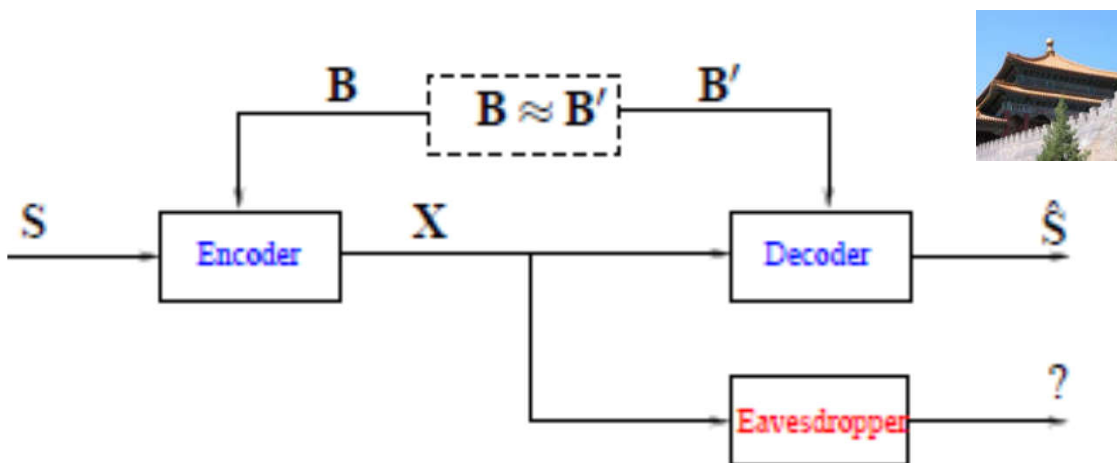 B
B ≈ B′
B′
S
Encoder
X
Decoder
Ŝ
Eavesdropper
?